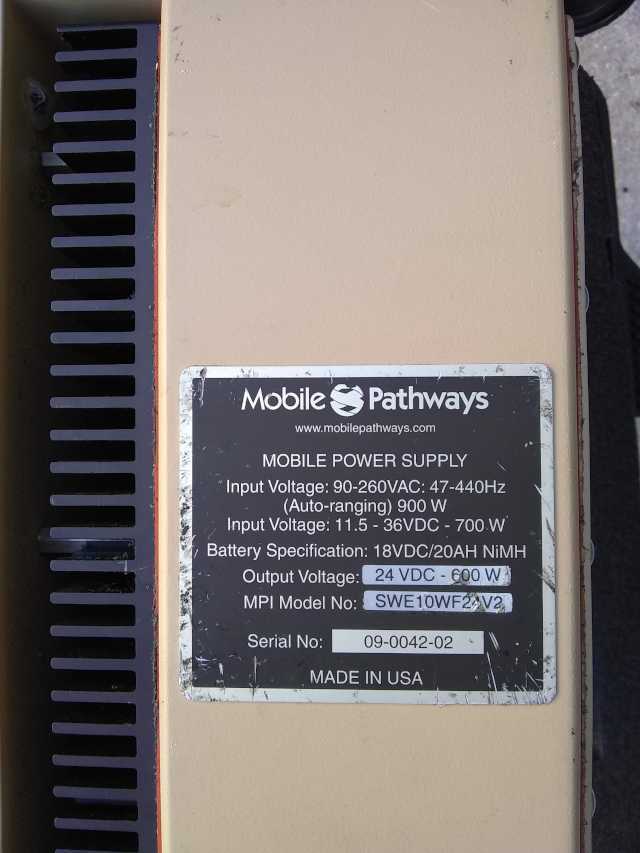 Mobile Pathways
www.mobilepathways.com
MOBILE POWER SUPPLY
Input Voltage: 90-260VAC: 47-440Hz
(Auto-ranging) 900 W
Input Voltage: 11.5 - 36VDC - 700 W
Battery Specification: 18VDC/20AH NiMH
Output Voltage: 24 VDC - 600 W
MPI Model No: SWE10WF24V2
Serial No: 09-0042-02
MADE IN USA